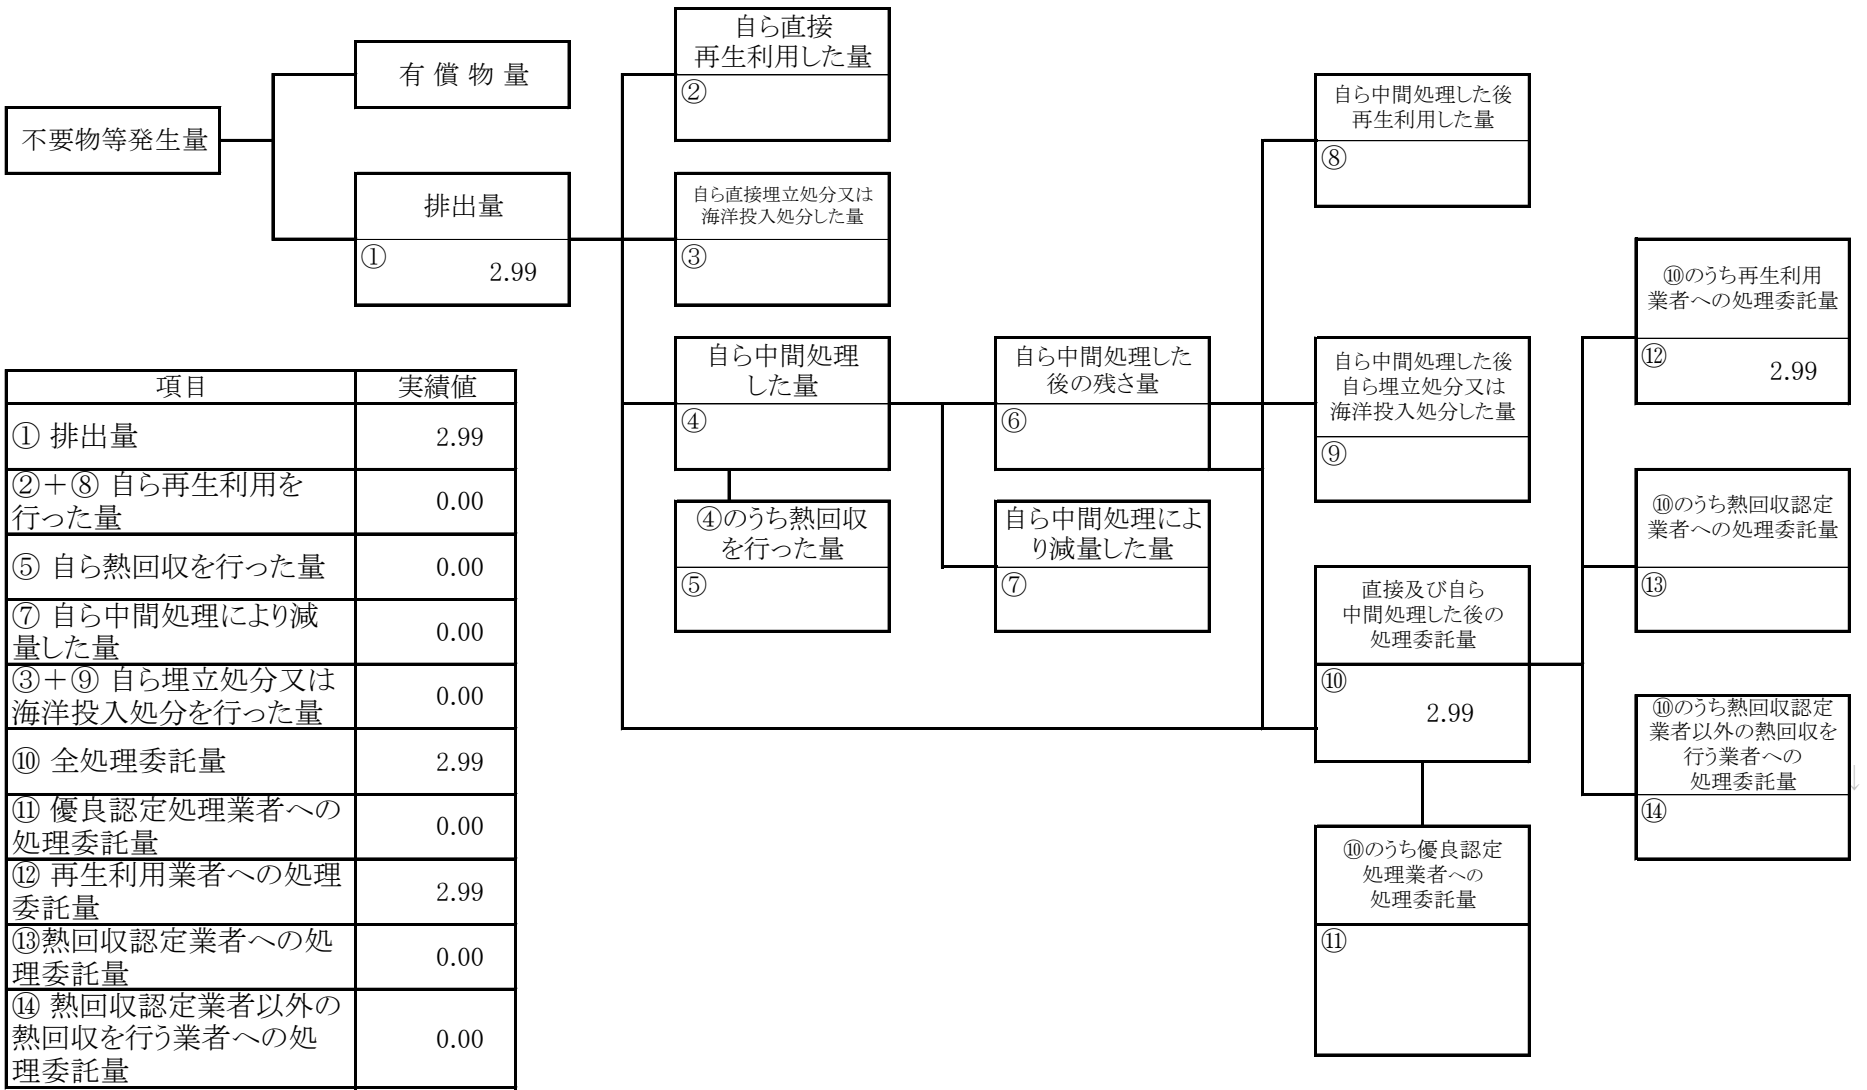 自ら直接
再生利用した量
②
有償物量
不要物等発生量
排出量
①
2.99
自ら直接埋立処分又は
海洋投入処分した量
③
自ら中間処理した後
再生利用した量
⑧
⑩のうち再生利用
業者への処理委託量
⑫
2.99
自ら中間処理
した量
④
自ら中間処理した
後の残さ量
⑥
自ら中間処理した後
自ら埋立処分又は
海洋投入処分した量
⑨
④のうち熱回収
を行った量
⑤
自ら中間処理によ
り減量した量
⑦
⑩のうち熱回収認定
業者への処理委託量
⑬
直接及び自ら
中間処理した後の
処理委託量
⑩
2.99
⑩のうち熱回収認定
業者以外の熱回収を
行う業者への
処理委託量
⑭
↓
⑩のうち優良認定
処理業者への
処理委託量
⑪
項目 実績値
① 排出量 2.99
②+⑧ 自ら再生利用を
行った量 0.00
⑤ 自ら熱回収を行った量 0.00
⑦ 自ら中間処理により減
量した量 0.00
③+⑨ 自ら埋立処分又は
海洋投入処分を行った量 0.00
⑩ 全処理委託量 2.99
⑪ 優良認定処理業者への
処理委託量 0.00
⑫ 再生利用業者への処理
委託量 2.99
⑬熱回収認定業者への処
理委託量 0.00
⑭ 熱回収認定業者以外の
熱回収を行う業者への処
理委託量 0.00